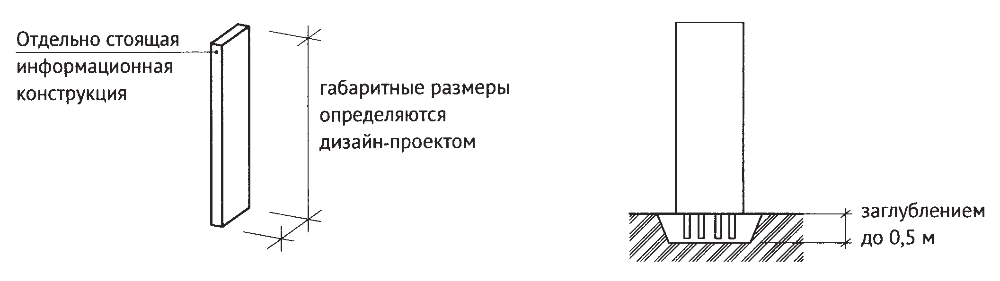 Отдельно стоящая
информационная
конструкция
габаритные размеры
определяются
дизайн-проектом
заглублением
до 0,5 м